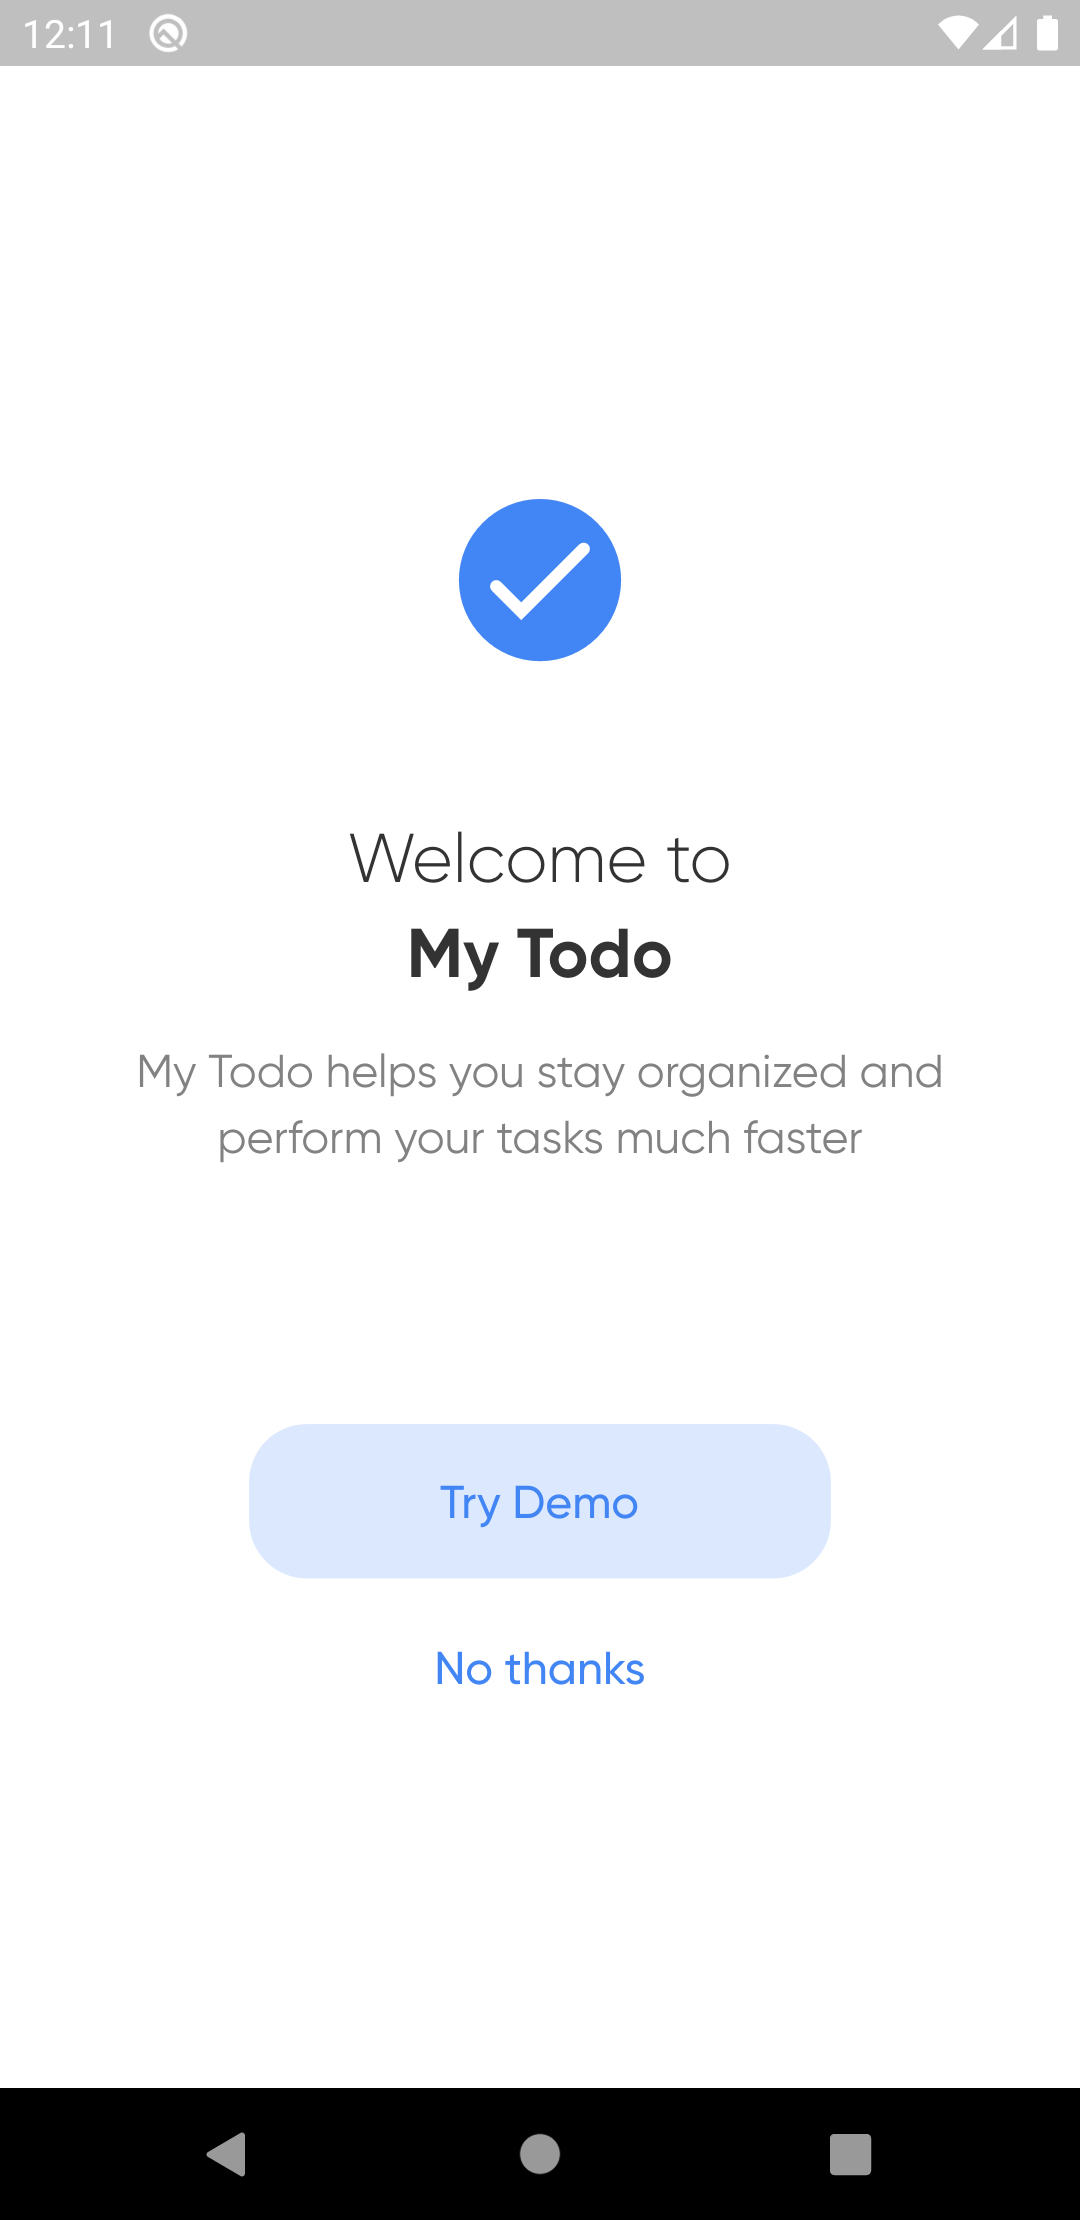 12:11
Welcome to
My Todo
My Todo helps you stay organized and
perform your tasks much faster
Try Demo
No thanks